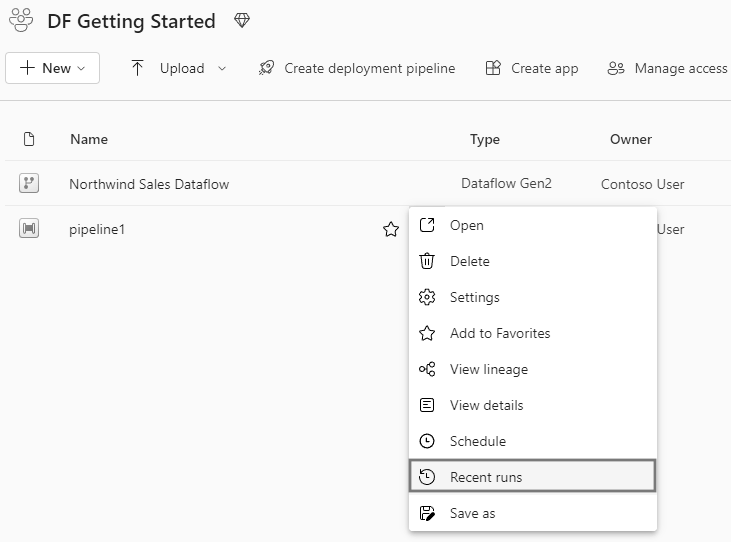 DF Getting Started
New
Upload
Create deployment pipeline
Create app
Manage access
Name Type Owner
Northwind Sales Dataflow Dataflow Gen2 Contoso User
pipeline1 User
Open
Delete
Settings
Add to Favorites
View lineage
View details
Schedule
Recent runs
Save as